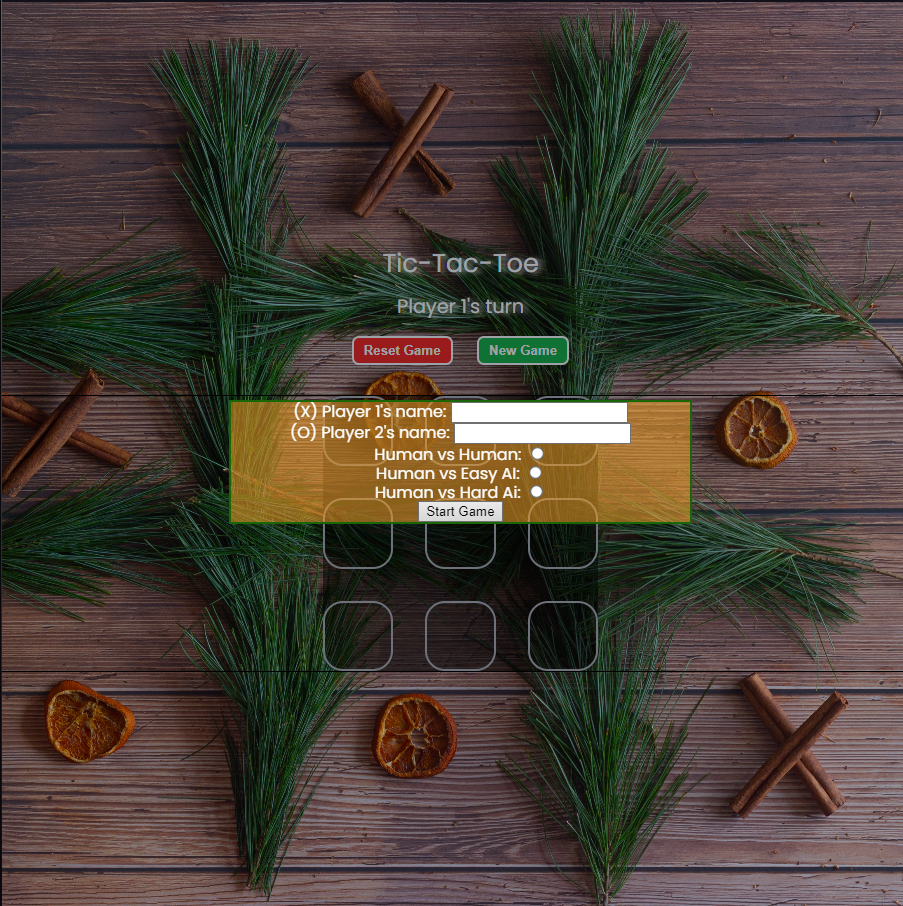 Tic-Tac-Toe
Player 1's turn
Reset Game New Game
(X) Player 1's name:
(O) Player 2's name:
Human vs Human:
Human vs Easy AI:
Human vs Hard Ai:
Start Game